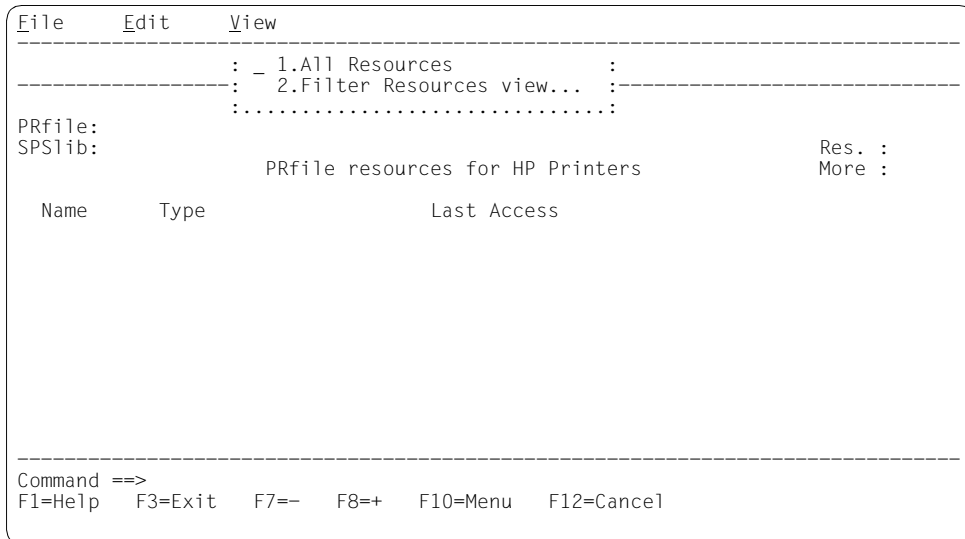 File Edit View
--------------------------------------------------------------------------------
: _ 1.All Resources :
------------------: 2.Filter Resources view... :-----------------------------
:................................:
PRfile:
SPSlib: Res. :
PRfile resources for HP Printers More :
Name Type Last Access
--------------------------------------------------------------------------------
Command ==>
F1=Help F3=Exit F7=- F8=+ F10=Menu F12=Cancel